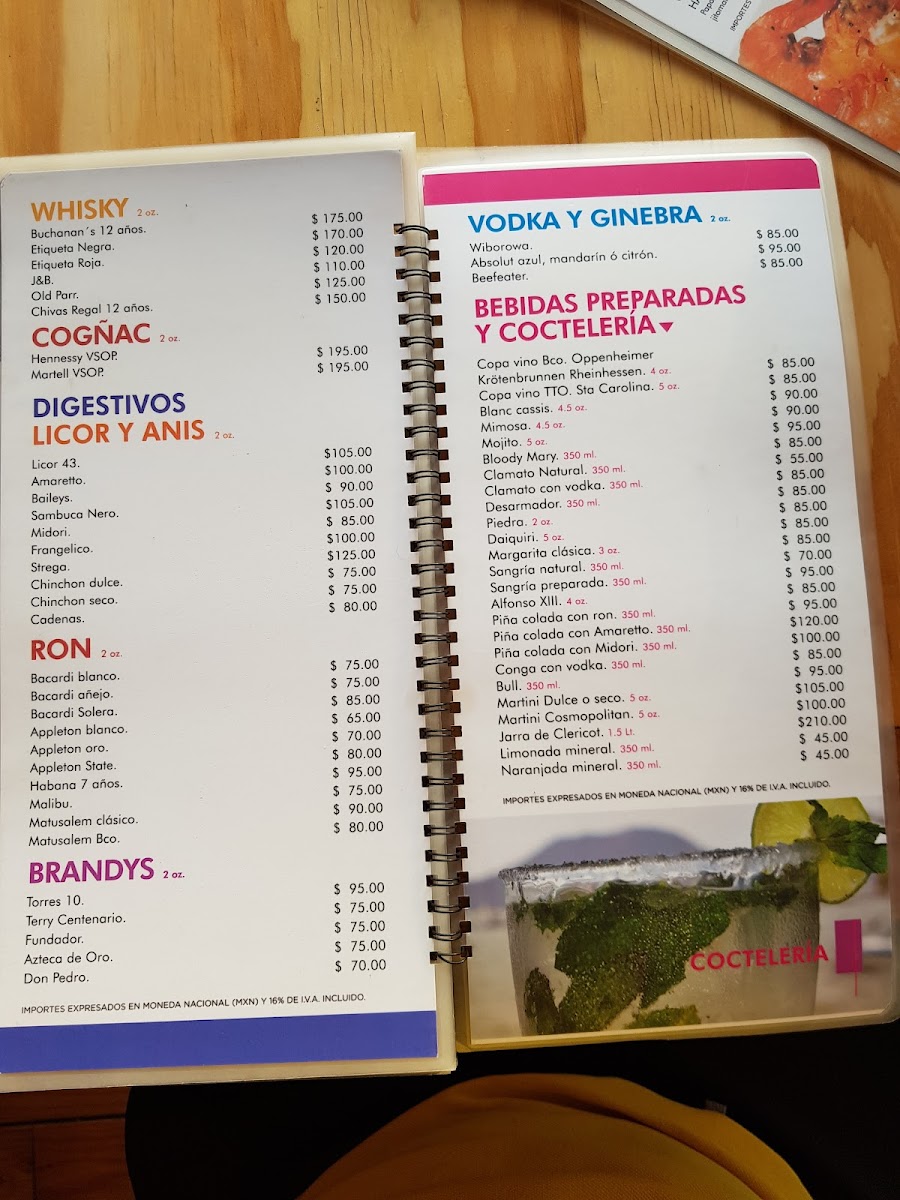 WHISKY 2 oz.
Buchanan´s 12 años. $ 175.00
Etiqueta Negra. $ 170.00
Etiqueta Roja. $ 120.00
J&B. $ 110.00
Old Parr. $ 125.00
Chivas Regal 12 años. $ 150.00
COGÑAC 2 oz.
Hennessy VSOP. $ 195.00
Martell VSOP. $ 195.00
DIGESTIVOS
LICOR Y ANIS 2 oz.
Licor 43. $105.00
Amaretto. $100.00
Baileys. $ 90.00
Sambuca Nero. $105.00
Midori. $ 85.00
Frangelico. $100.00
Strega. $125.00
Chinchon dulce. $ 75.00
Chinchon seco. $ 75.00
Cadenas. $ 80.00
RON 2 oz.
Bacardi blanco. $ 75.00
Bacardi añejo. $ 75.00
Bacardi Solera. $ 85.00
Appleton blanco. $ 65.00
Appleton oro. $ 70.00
Appleton State. $ 80.00
Habana 7 años. $ 95.00
Malibu. $ 75.00
Matusalem clásico. $ 90.00
Matusalem Bco. $ 80.00
BRANDYS 2 oz.
Torres 10. $ 95.00
Terry Centenario. $ 75.00
Fundador. $ 75.00
Azteca de Oro. $ 75.00
Don Pedro. $ 70.00
IMPORTES EXPRESADOS EN MONEDA NACIONAL (MXN) Y 16% DE I.V.A. INCLUIDO.
VODKA Y GINEBRA 2 oz.
Wiborowa. $ 85.00
Absolut azul, mandarín ó citrón. $ 95.00
Beefeater. $ 85.00
BEBIDAS PREPARADAS
Y COCTELERÍA
Copa vino Bco. Oppenheimer
Krötenbrunnen Rheinhessen. 4 oz. $ 85.00
Copa vino TTO. Sta Carolina. 5 oz. $ 85.00
Blanc cassis. 4.5 oz. $ 90.00
Mimosa. 4.5 oz. $ 90.00
Mojito. 5 oz. $ 95.00
Bloody Mary. 350 ml. $ 85.00
Clamato Natural. 350 ml. $ 55.00
Clamato con vodka. 350 ml. $ 85.00
Desarmador. 350 ml. $ 85.00
Piedra. 2 oz. $ 85.00
Daiquiri. 5 oz. $ 85.00
Margarita clásica. 3 oz. $ 85.00
Sangría natural. 350 ml. $ 70.00
Sangría preparada. 350 ml. $ 95.00
Alfonso XIII. 4 oz. $ 85.00
Piña colada con ron. 350 ml. $ 95.00
Piña colada con Amaretto. 350 ml. $120.00
Piña colada con Midori. 350 ml. $100.00
Conga con vodka. 350 ml. $ 85.00
Bull. 350 ml. $ 95.00
Martini Dulce o seco. 5 oz. $105.00
Martini Cosmopolitan. 5 oz. $100.00
Jarra de Clericot. 1.5 Lt. $210.00
Limonada mineral. 350 ml. $ 45.00
Naranjada mineral. 350 ml. $ 45.00
IMPORTES EXPRESADOS EN MONEDA NACIONAL (MXN) Y 16% DE I.V.A. INCLUIDO.
COCTELERÍA
IMPORTES